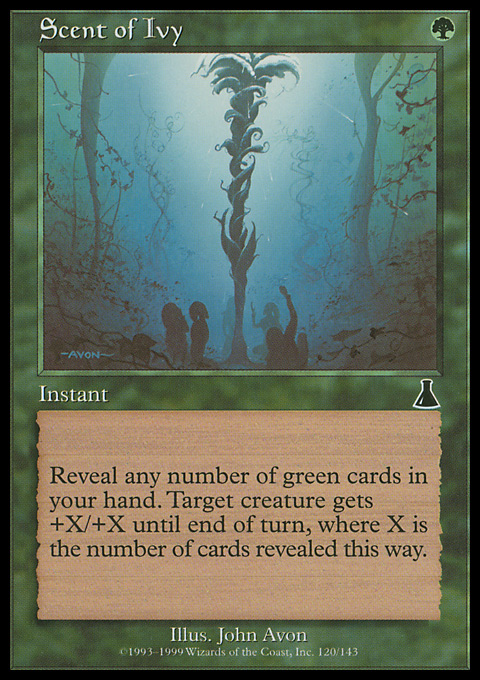 Scent of Ivy
-AVON-
Instant
Reveal any number of green cards in
your hand. Target creature gets
+X/+X until end of turn, where X is
the number of cards revealed this way.
Illus. John Avon
©1993–1999 Wizards of the Coast, Inc. 120/143